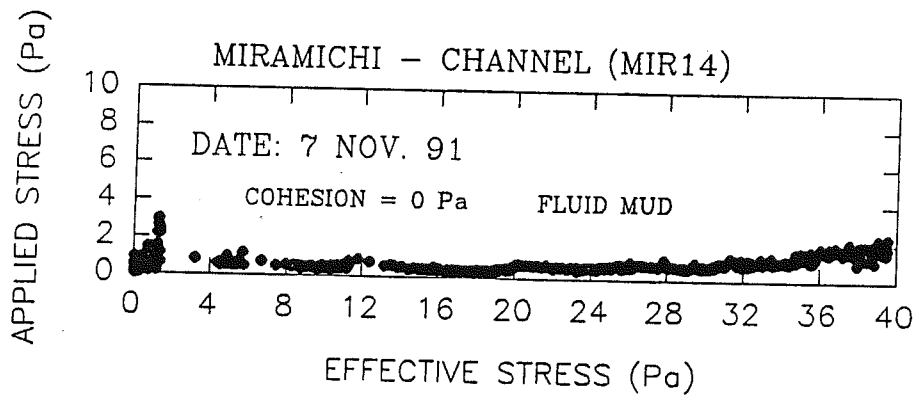 MIRAMICHI – CHANNEL (MIR14)
APPLIED STRESS (Pa)
10
8
6
4
2
0
DATE: 7 NOV. 91
COHESION = 0 Pa FLUID MUD
0 4 8 12 16 20 24 28 32 36 40
EFFECTIVE STRESS (Pa)